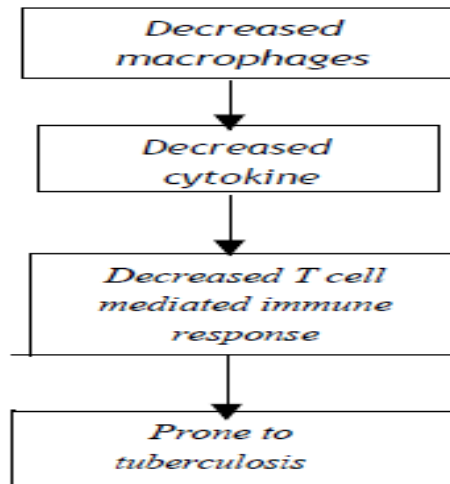 Decreased
macrophages
Decreased
cytokine
Decreased T cell
mediated immune
response
Prone to
tuberculosis